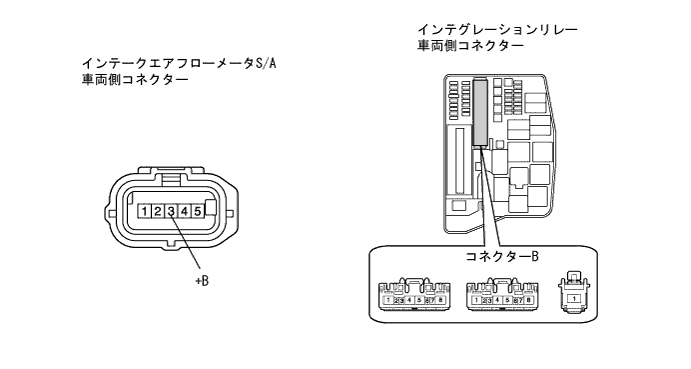 インテグレーションリレー
車両側コネクター
インテークエアフローメータS/A
車両側コネクター
1 2 3 4 5
+B
コネクターB
1 2 3 4 5 6 7 8
1 2 3 4 5 6 7 8
1